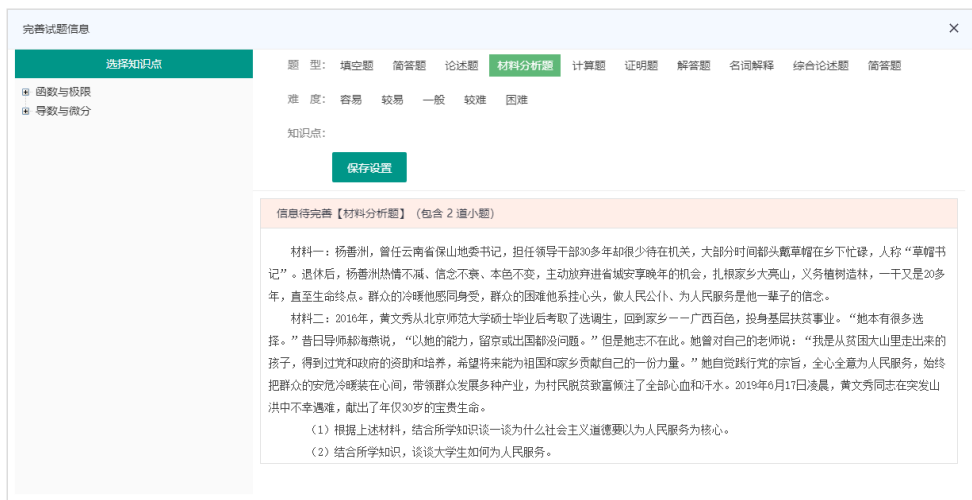 完善试题信息
选择知识点
函数与极限
导数与微分
题 型： 填空题 简答题 论述题 材料分析题 计算题 证明题 解答题 名词解释 综合论述题 简答题
难 度： 容易 较易 一般 较难 困难
知识点：
保存设置
信息待完善【材料分析题】（包含 2 道小题）
材料一：杨善洲，曾任云南省保山地委书记，担任领导干部30多年却很少待在机关，大部分时间都头戴草帽在乡下忙碌，人称“草帽书
记”。退休后，杨善洲热情不减、信念不衰、本色不变，主动放弃进省城安享晚年的机会，扎根家乡大亮山，义务植树造林，一干又是20多
年，直至生命终点。群众的冷暖他感同身受，群众的困难他系挂心头，做人民公仆、为人民服务是他一辈子的信念。
材料二：2016年，黄文秀从北京师范大学硕士毕业后考取了选调生，回到家乡——广西百色，投身基层扶贫事业。“她本有很多选
择。”昔日导师郝海燕说，“以她的能力，留京或出国都没问题。”但是她志不在此。她曾对自己的老师说：“我是从贫困大山里走出来的
孩子，得到过党和政府的资助和培养，希望将来能为祖国和家乡贡献自己的一份力量。”她自觉践行党的宗旨，全心全意为人民服务，始终
把群众的安危冷暖装在心间，带领群众发展多种产业，为村民脱贫致富倾注了全部心血和汗水。2019年6月17日凌晨，黄文秀同志在突发山
洪中不幸遇难，献出了年仅30岁的宝贵生命。
（1）根据上述材料，结合所学知识谈一谈为什么社会主义道德要以为人民服务为核心。
（2）结合所学知识，谈谈大学生如何为人民服务。